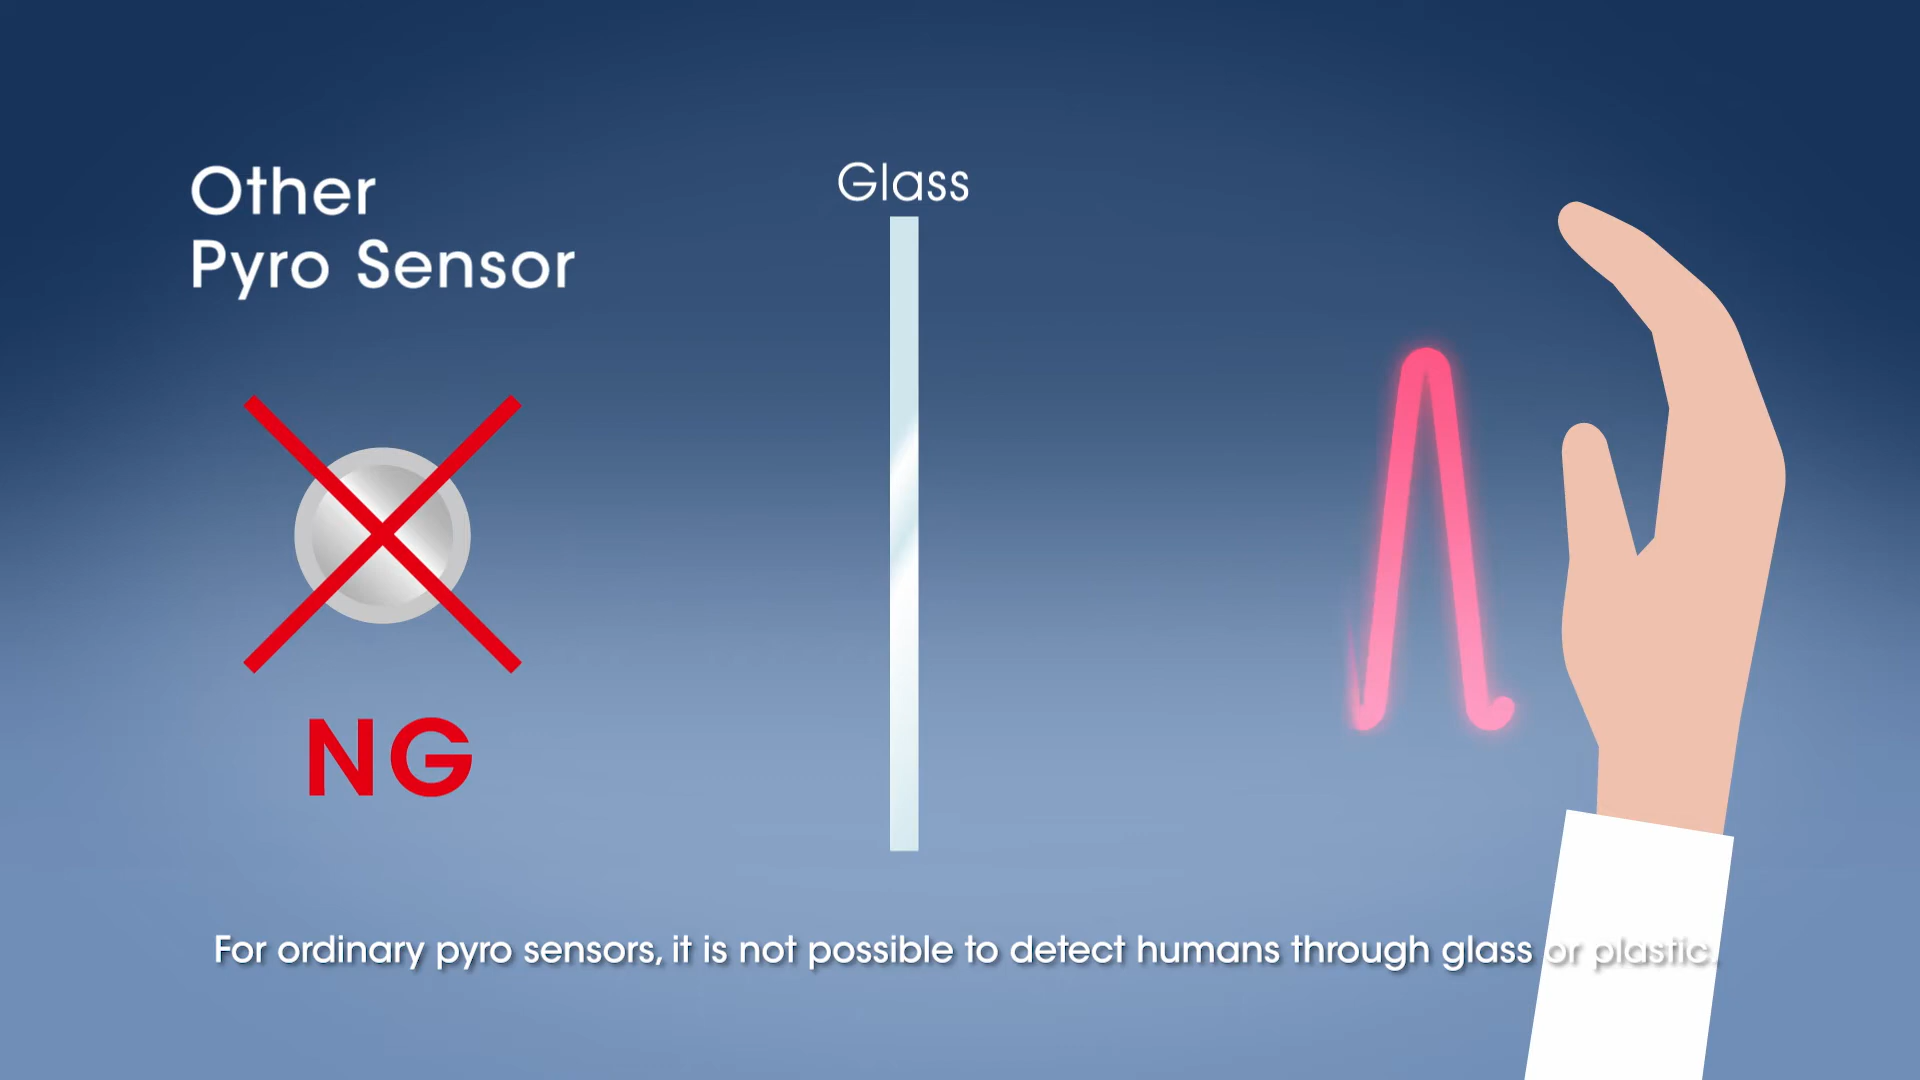 Other
Pyro Sensor
Glass
NG
For ordinary pyro sensors, it is not possible to detect humans through glass or plastic.